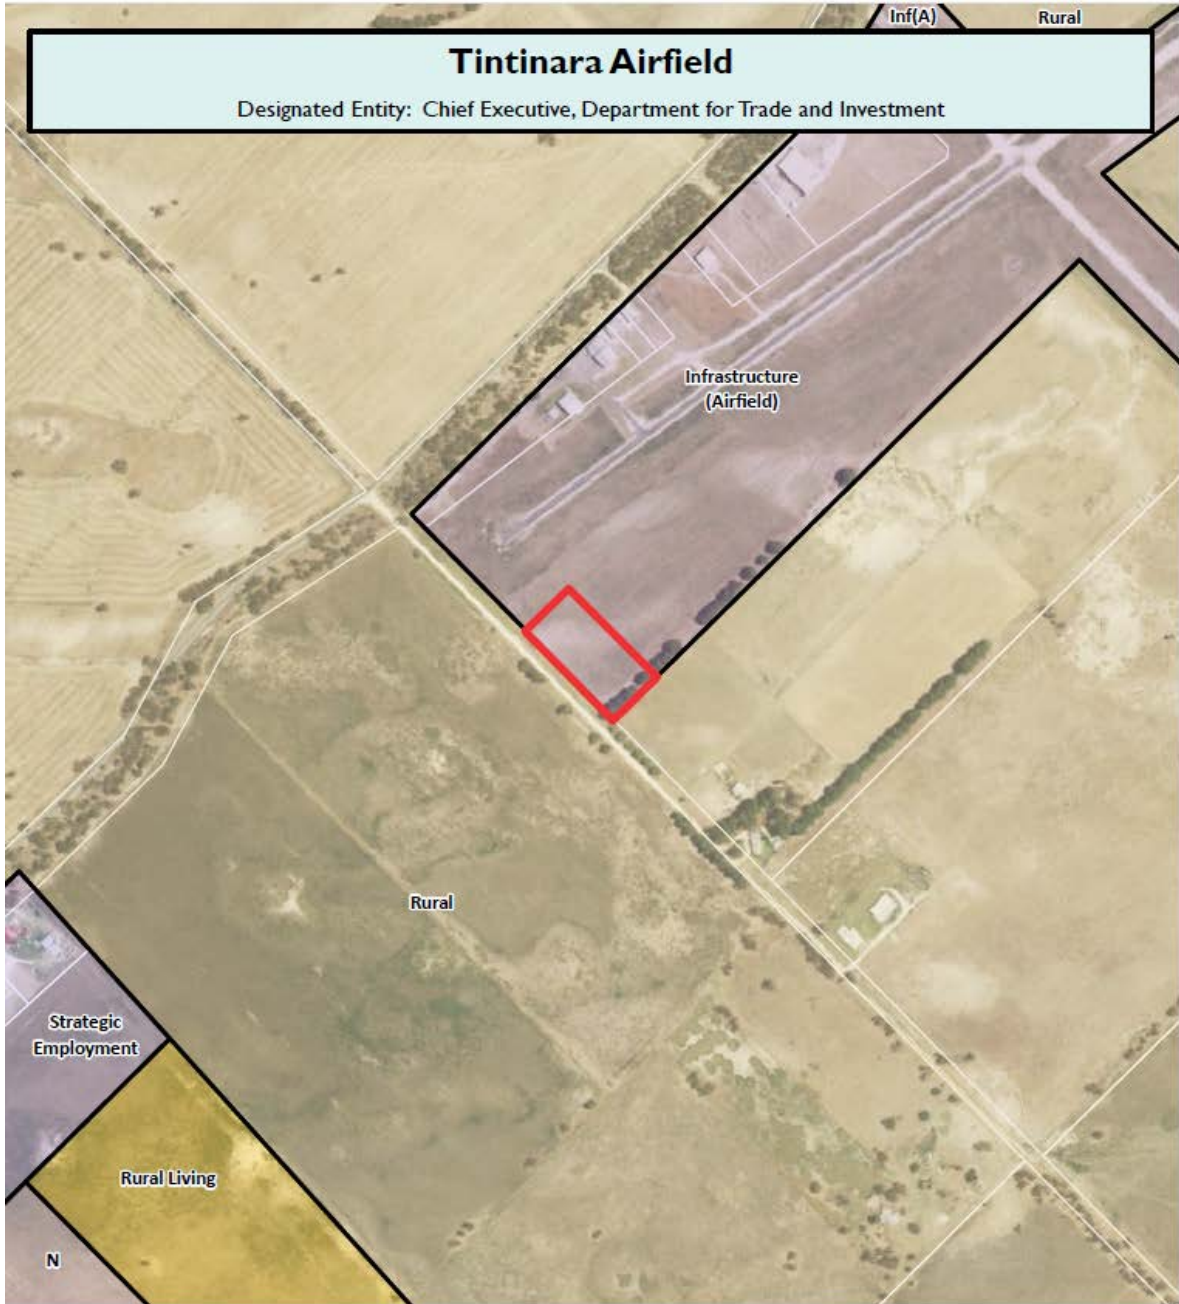 Inf(A)
Rural
Tintinara Airfield
Designated Entity: Chief Executive, Department for Trade and Investment
Infrastructure
(Airfield)
Rural
Strategic
Employment
Rural Living
N